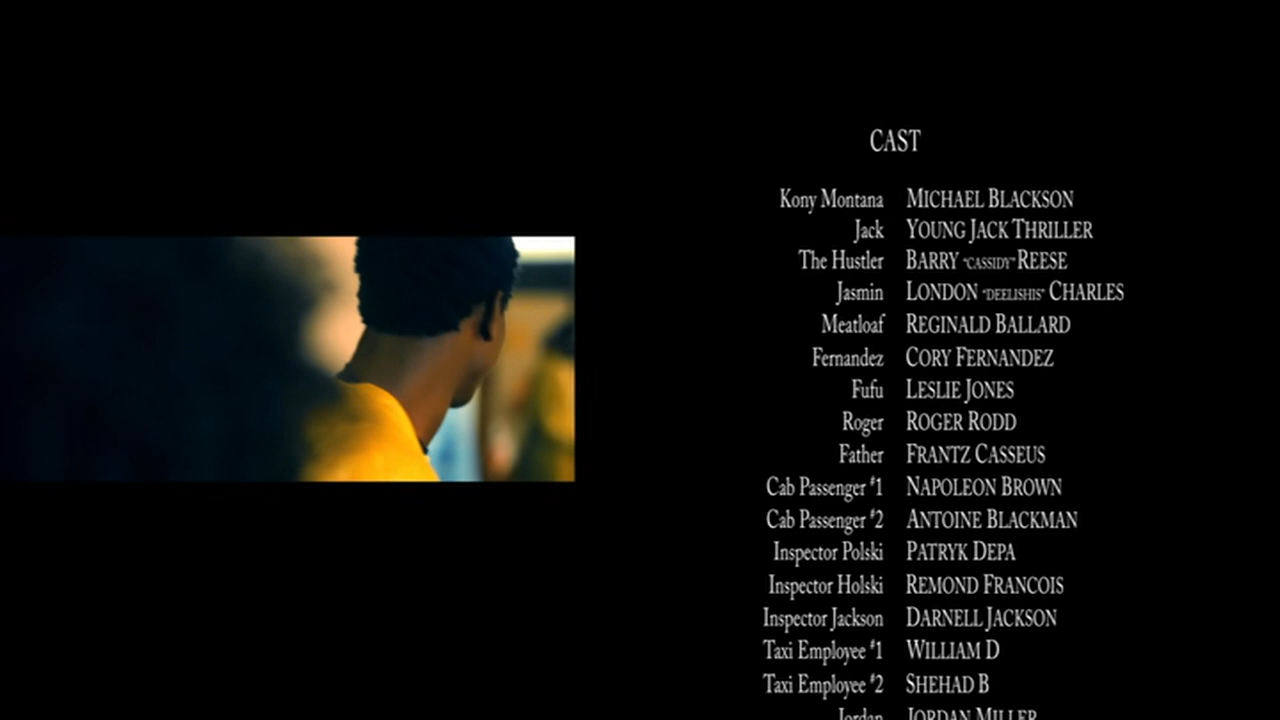 CAST
Kony Montana MICHAEL BLACKSON
Jack YOUNG JACK THRILLER
The Hustler BARRY "CASSIDY" REESE
Jasmin LONDON "DEELISHIS" CHARLES
Meatloaf REGINALD BALLARD
Fernandez CORY FERNANDEZ
Fufu LESLIE JONES
Roger ROGER RODD
Father FRANTZ CASSEUS
Cab Passenger #1 NAPOLEON BROWN
Cab Passenger #2 ANTOINE BLACKMAN
Inspector Polski PATRYK DEPA
Inspector Holski REMOND FRANCOIS
Inspector Jackson DARNELL JACKSON
Taxi Employee #1 WILLIAM D
Taxi Employee #2 SHEHAD B
Jordan JORDAN MILLER